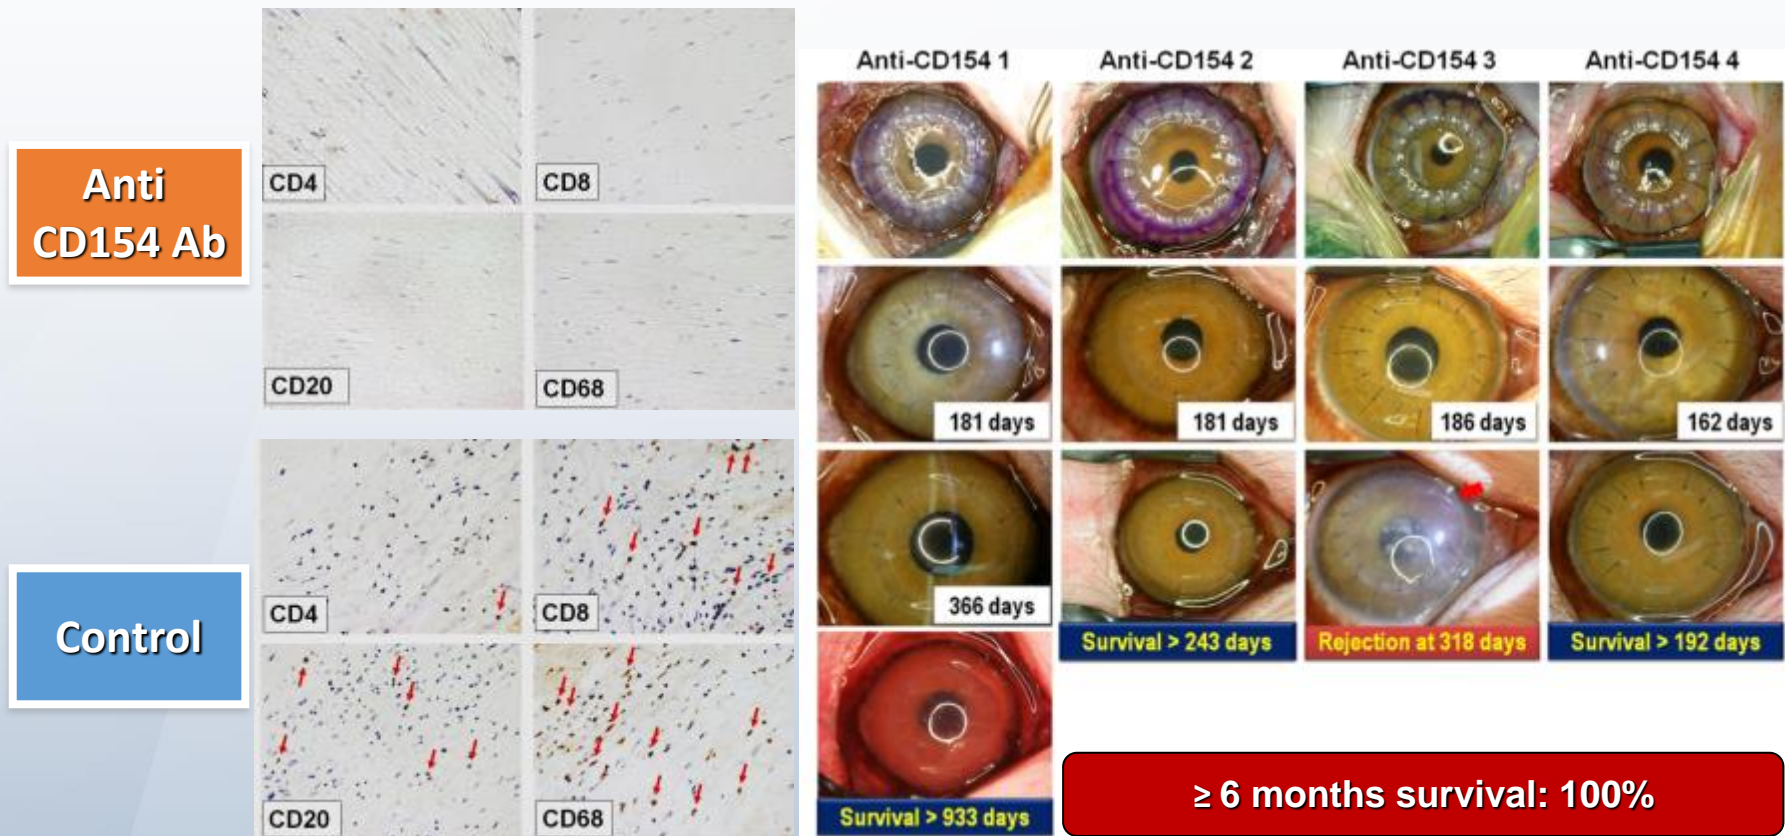 Anti
CD154 Ab
CD4
CD8
CD20
CD68
Control
CD4
CD8
CD20
CD68
Anti-CD154 1
Anti-CD154 2
Anti-CD154 3
Anti-CD154 4
181 days
181 days
186 days
162 days
366 days
Survival > 243 days
Rejection at 318 days
Survival > 192 days
Survival > 933 days
≥ 6 months survival: 100%